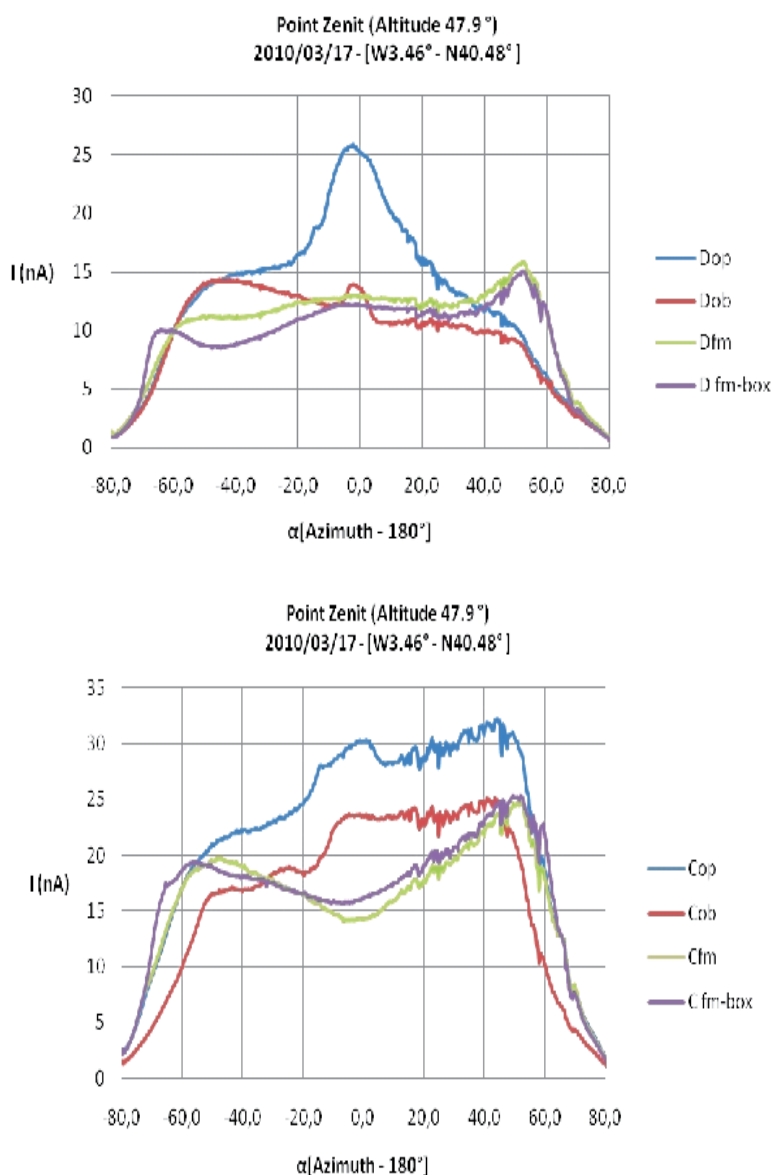 Point Zenit (Altitude 47.9°)
2010/03/17 - [W3.46° - N40.48°]
30
25
20
15
10
5
0
I (nA)
-80,0 -60,0 -40,0 -20,0 0,0 20.0 40.0 60.0 80.0
α[Azimuth - 180°]
Dop
Dob
Dfm
D fm-box
Point Zenit (Altitude 47.9°)
2010/03/17 - [W3.46° - N40.48°]
35
30
25
20
15
10
5
0
I (nA)
-80,0 -60,0 -40,0 -20,0 0,0 20.0 40.0 60.0 80.0
α[Azimuth - 180°]
Cop
Cob
Cfm
C fm-box